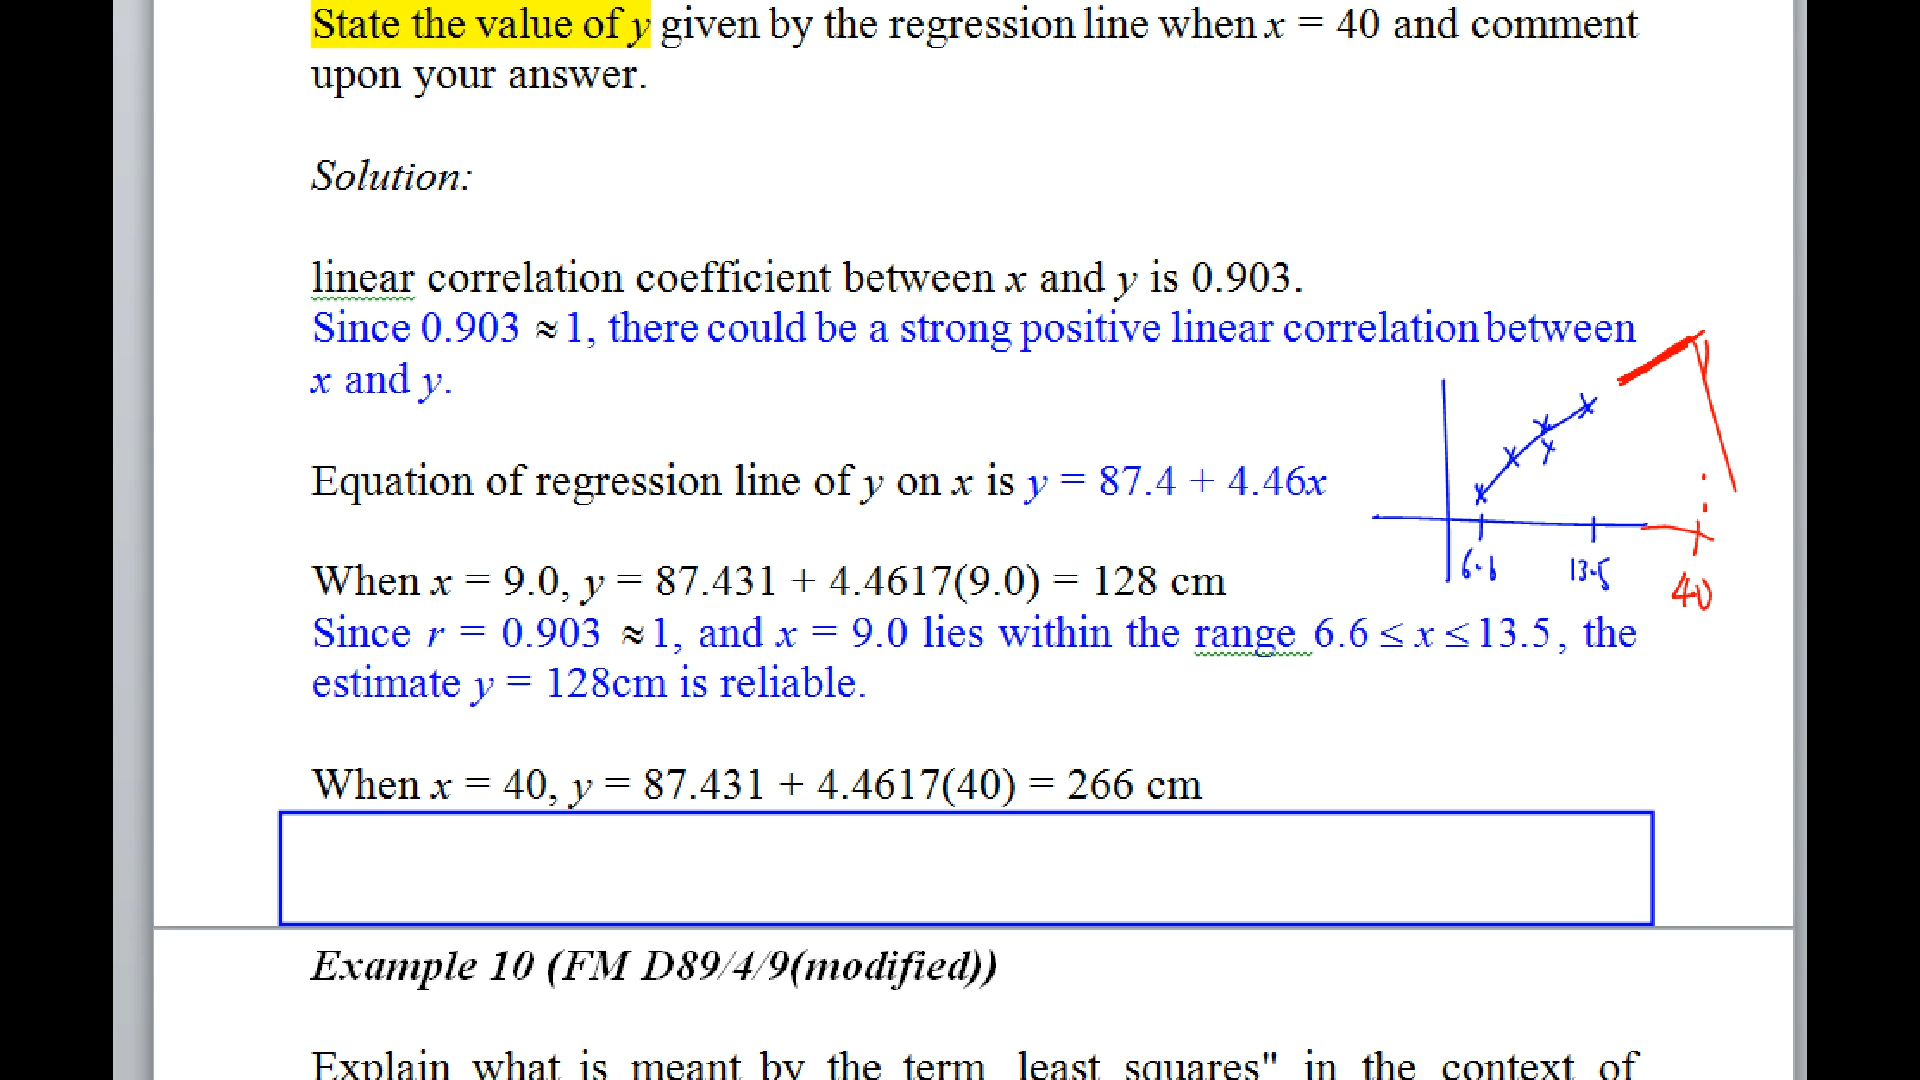 State the value of y given by the regression line when x = 40 and comment
upon your answer.
Solution:
linear correlation coefficient between x and y is 0.903.
Since 0.903 ≈ 1, there could be a strong positive linear correlation between
x and y.
Equation of regression line of y on x is y = 87.4 + 4.46x
When x = 9.0, y = 87.431 + 4.4617(9.0) = 128 cm
Since r = 0.903 ≈ 1, and x = 9.0 lies within the range 6.6 ≤ x ≤ 13.5, the
estimate y = 128cm is reliable.
6.6 13.5 40
When x = 40, y = 87.431 + 4.4617(40) = 266 cm
Example 10 (FM D89/4/9(modified))
Explain what is meant by the term least squares" in the context of